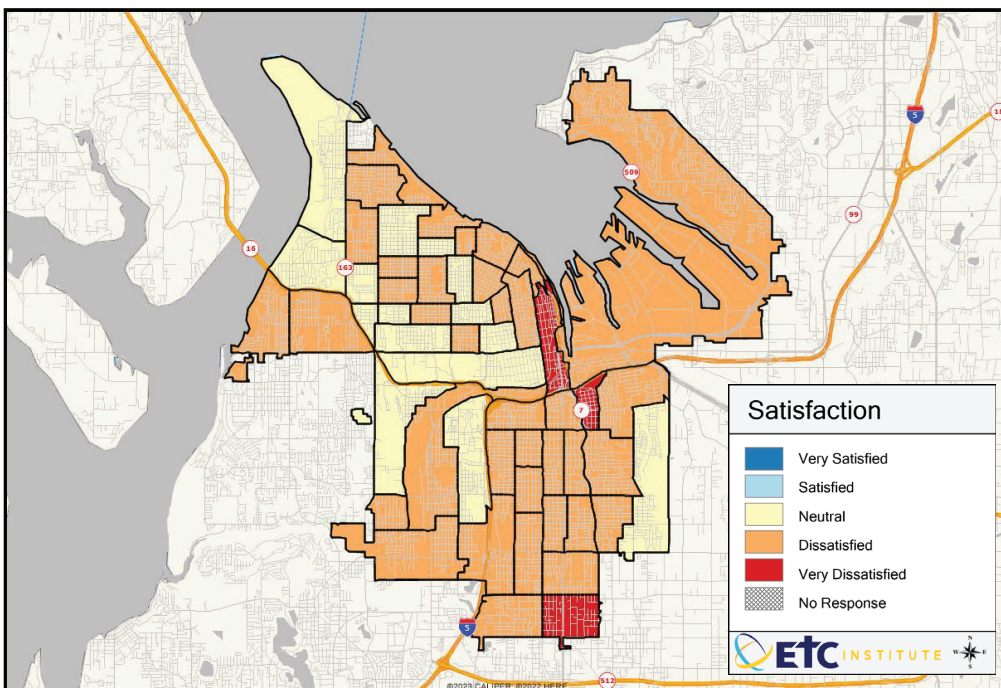 5
18
509
99
16
163
7
Satisfaction
Very Satisfied
Satisfied
Neutral
Dissatisfied
Very Dissatisfied
No Response
5
ETC INSTITUTE
N
W E
S
512
©2023 CALIPER; ©2022 HERE